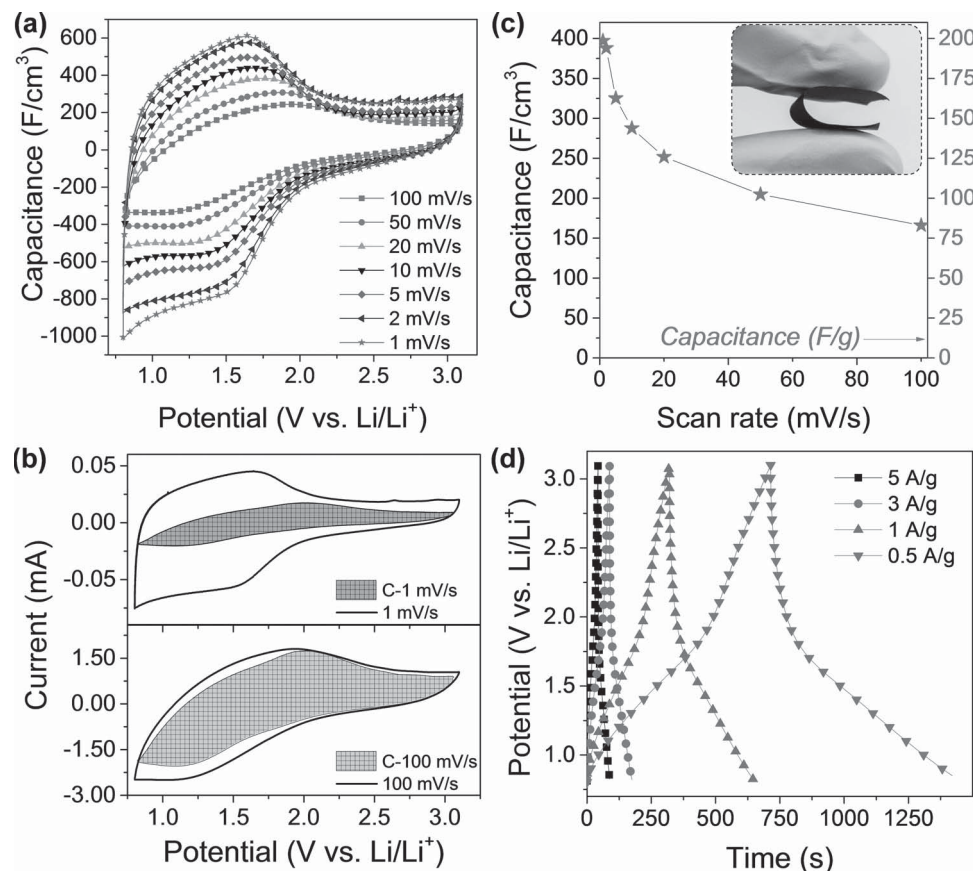 (a)
600
400
200
0
-200
-400
-600
-800
-1000
Capacitance (F/cm³)
100 mV/s
50 mV/s
20 mV/s
10 mV/s
5 mV/s
2 mV/s
1 mV/s
1.0 1.5 2.0 2.5 3.0
Potential (V vs. Li/Li⁺)
(c)
400
350
300
250
200
150
100
50
0
Capacitance (F/cm³)
200
175
150
125
100
75
50
25
0
Capacitance (F/g)
0 20 40 60 80 100
Scan rate (mV/s)
(b)
0.05
0.00
-0.05
C-1 mV/s
1 mV/s
1.50
0.00
-1.50
-3.00
Current (mA)
C-100 mV/s
100 mV/s
1.0 1.5 2.0 2.5 3.0
Potential (V vs. Li/Li⁺)
(d)
3.0
2.5
2.0
1.5
1.0
Potential (V vs. Li/Li⁺)
5 A/g
3 A/g
1 A/g
0.5 A/g
0 250 500 750 1000 1250
Time (s)